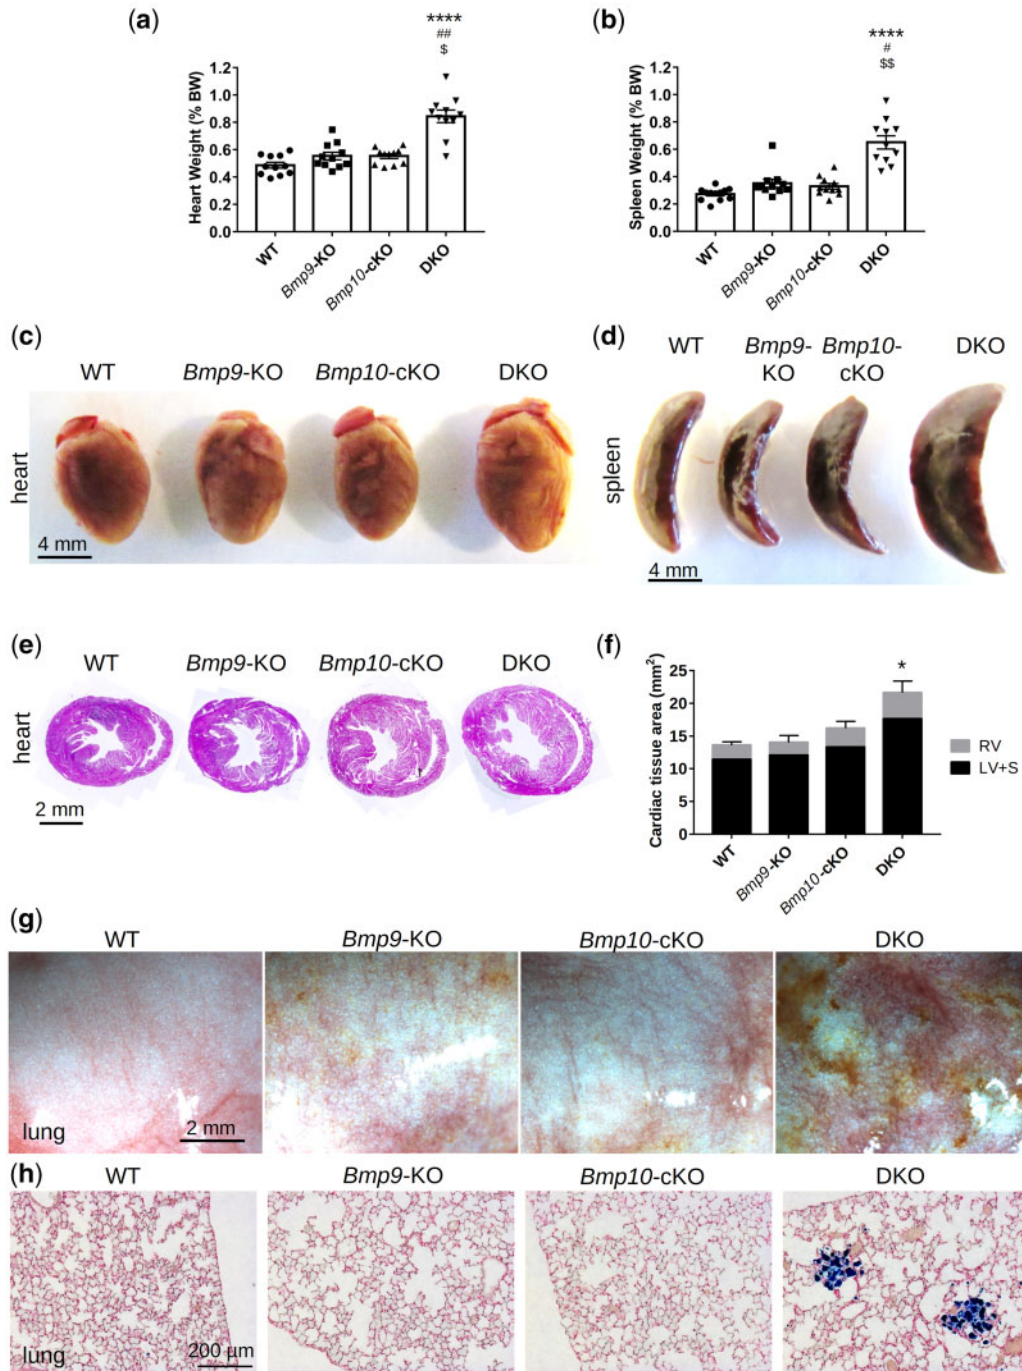 (a)
****
##
$
Heart Weight (% BW)
1.2
1.0
0.8
0.6
0.4
0.2
0.0
WT
Bmp9-KO
Bmp10-cKO
DKO
(b)
****
#
$$
Spleen Weight (% BW)
1.2
1.0
0.8
0.6
0.4
0.2
0.0
WT
Bmp9-KO
Bmp10-cKO
DKO
(c)
WT Bmp9-KO Bmp10-cKO DKO
heart
4 mm
(d)
WT Bmp9-KO Bmp10-cKO DKO
spleen
4 mm
(e)
WT Bmp9-KO Bmp10-cKO DKO
heart
2 mm
(f)
*
Cardiac tissue area (mm²)
25
20
15
10
5
0
WT
Bmp9-KO
Bmp10-cKO
DKO
RV
LV+S
(g)
WT Bmp9-KO Bmp10-cKO DKO
lung
2 mm
(h)
WT Bmp9-KO Bmp10-cKO DKO
lung
200 µm